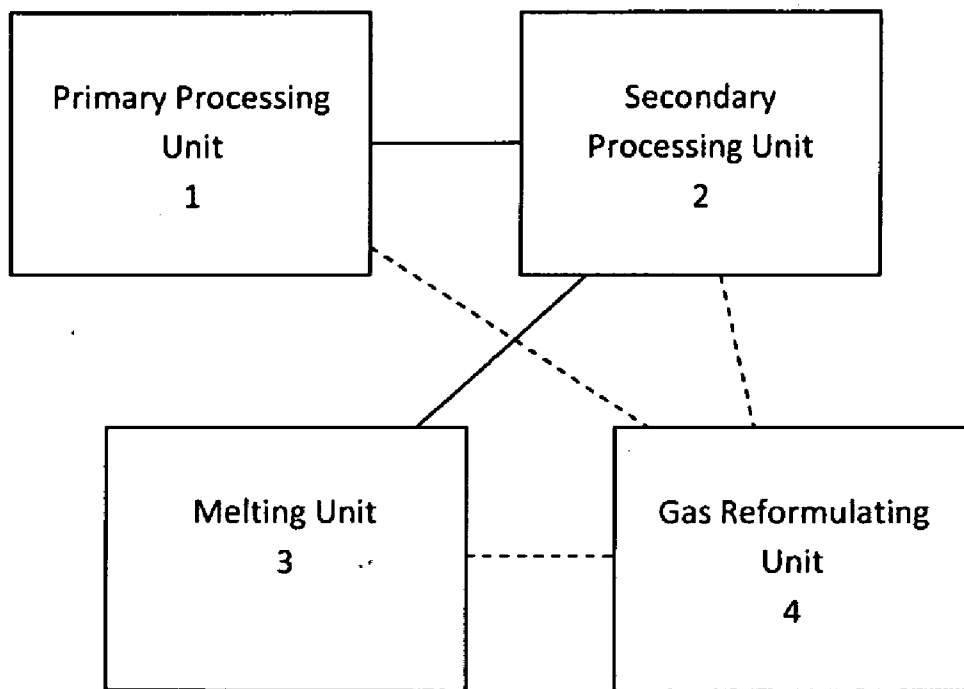 Primary Processing
Unit
1
Secondary
Processing Unit
2
Melting Unit
3
Gas Reformulating
Unit
4